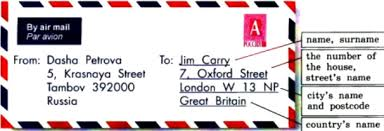 By air mail
Par avion
A
From: Dasha Petrova
5, Krasnaya Street
Tambov 392000
Russia
To: Jim Carry
7, Oxford Street
London W 13 NP
Great Britain
name, surname
the number of
the house,
street's name
city's name
and postcode
country's name